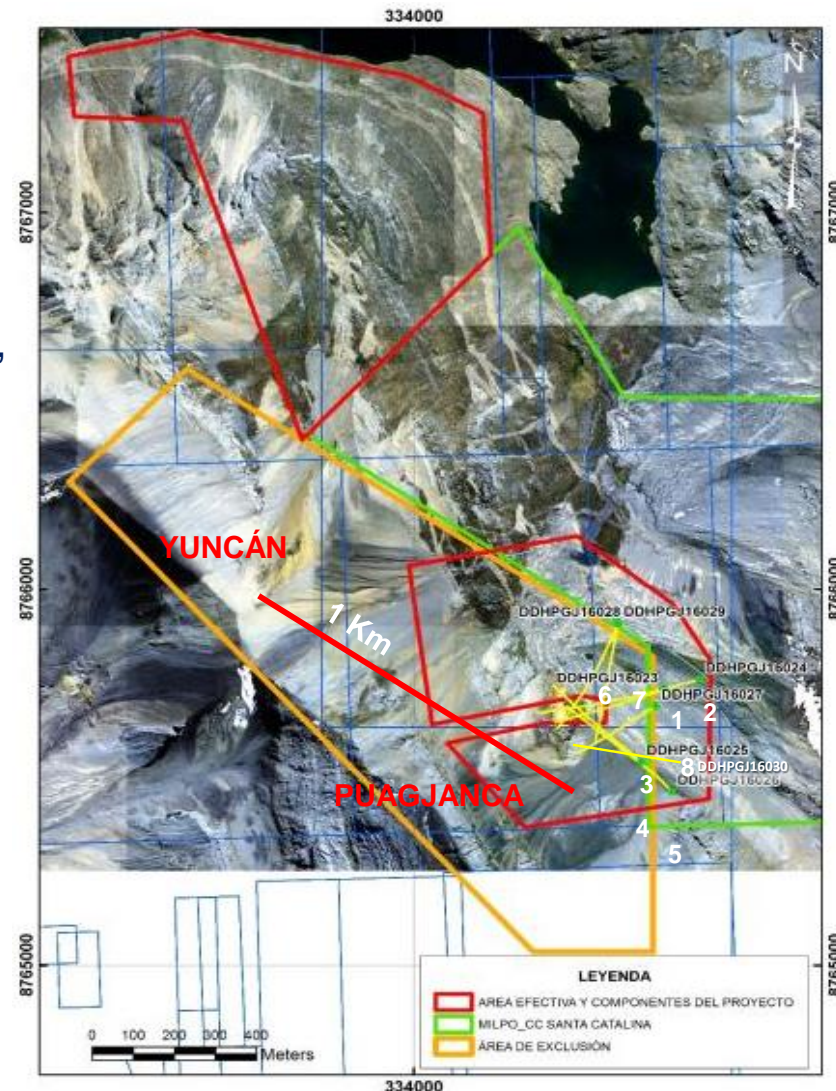 334000
N
8767000
8767000
YUNCÁN
8766000
8766000
1 Km
DDHPGJ16028
DDHPGJ16029
DDHPGJ16023
DDHPGJ16024
6
7
DDHPGJ16027
1
2
DDHPGJ16025
8
DDHPGJ16030
3
PUAGJANCA
4
5
8765000
8765000
LEYENDA
AREA EFECTIVA Y COMPONENTES DEL PROYECTO
MILPO_CC SANTA CATALINA
ÁREA DE EXCLUSIÓN
0 100 200 300 400
Meters
334000